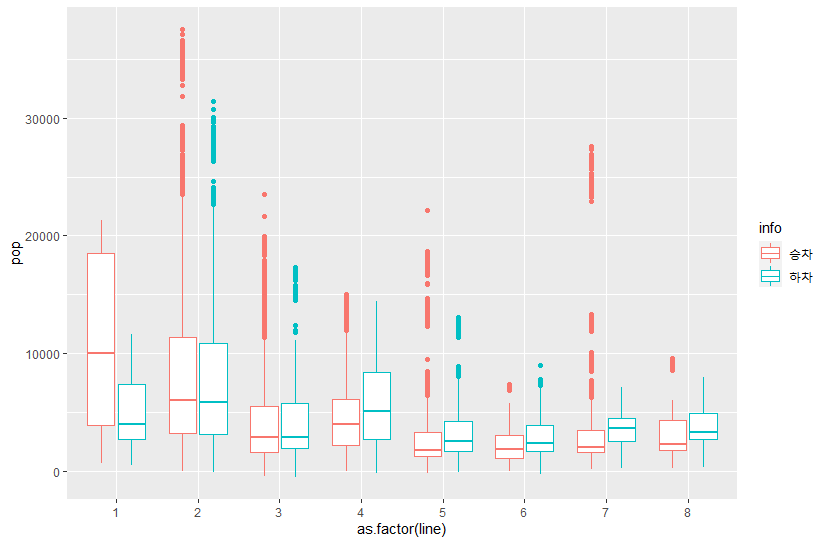 pop
30000
20000
10000
0
1 2 3 4 5 6 7 8
as.factor(line)
info
승차
하차